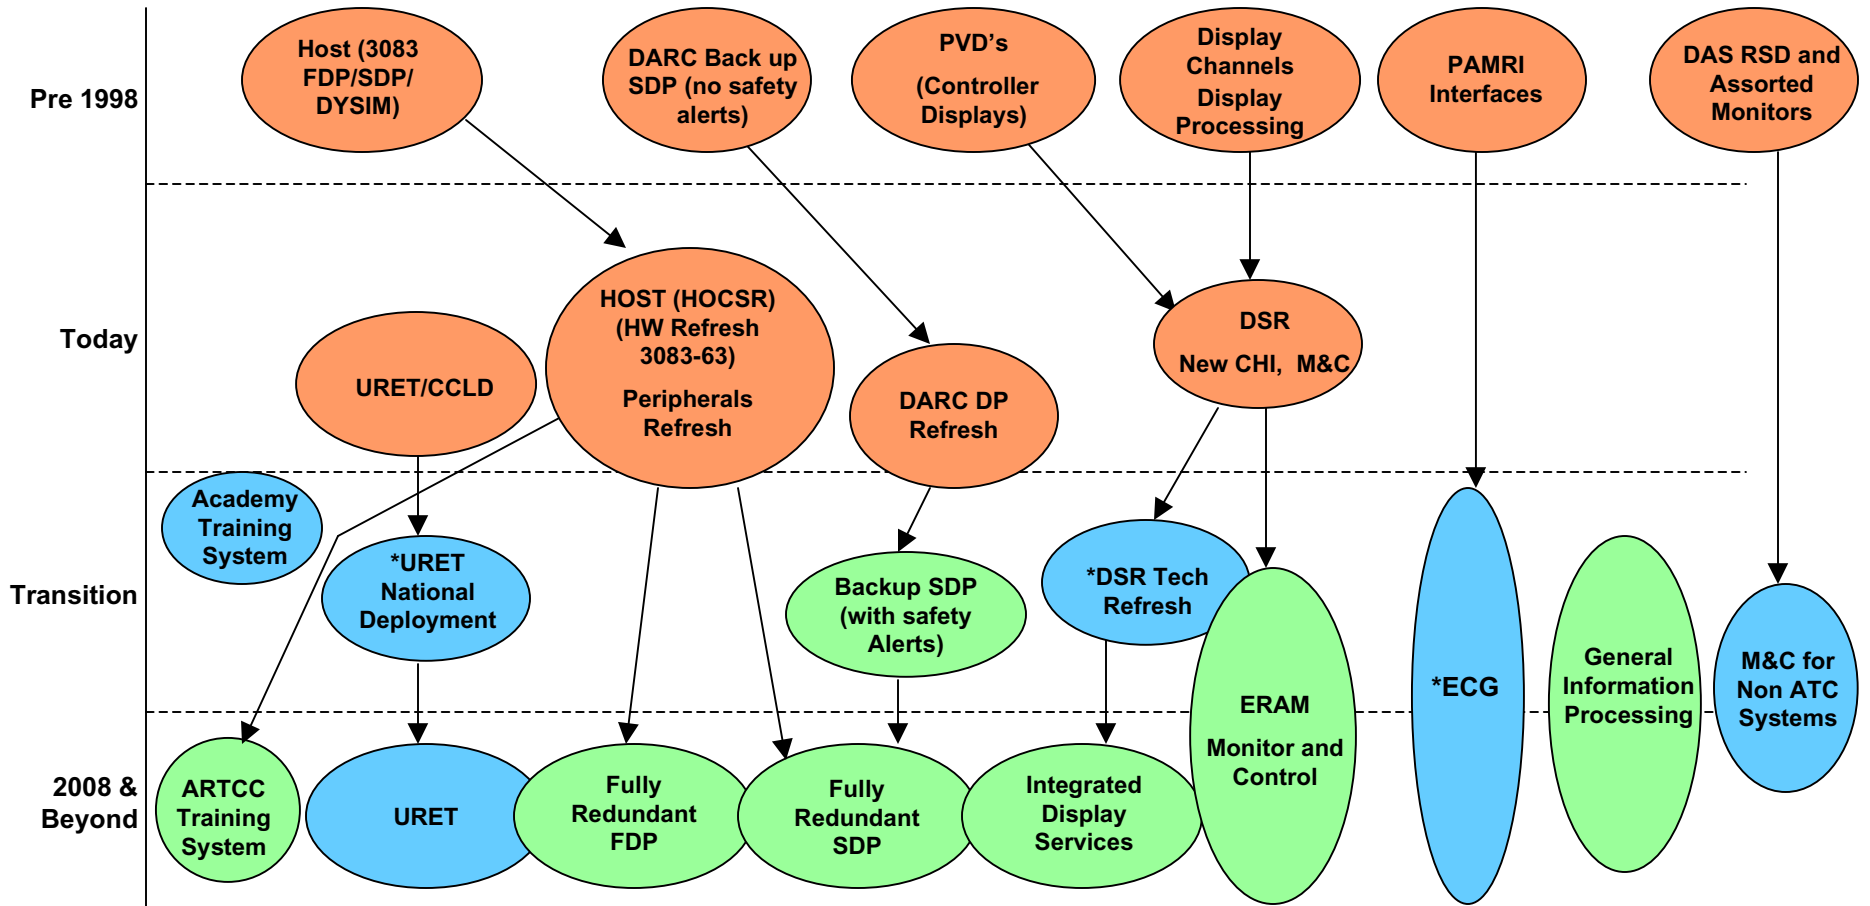 Pre 1998
Host (3083
FDP/SDP/
DYSIM)
DARC Back up
SDP (no safety
alerts)
PVD's
(Controller
Displays)
Display
Channels
Display
Processing
PAMRI
Interfaces
DAS RSD and
Assorted
Monitors
Today
URET/CCLD
HOST (HOCSR)
(HW Refresh
3083-63)
Peripherals
Refresh
DARC DP
Refresh
DSR
New CHI, M&C
Transition
Academy
Training
System
*URET
National
Deployment
Backup SDP
(with safety
Alerts)
*DSR Tech
Refresh
ERAM
Monitor and
Control
*ECG
General
Information
Processing
M&C for
Non ATC
Systems
2008 &
Beyond
ARTCC
Training
System
URET
Fully
Redundant
FDP
Fully
Redundant
SDP
Integrated
Display
Services